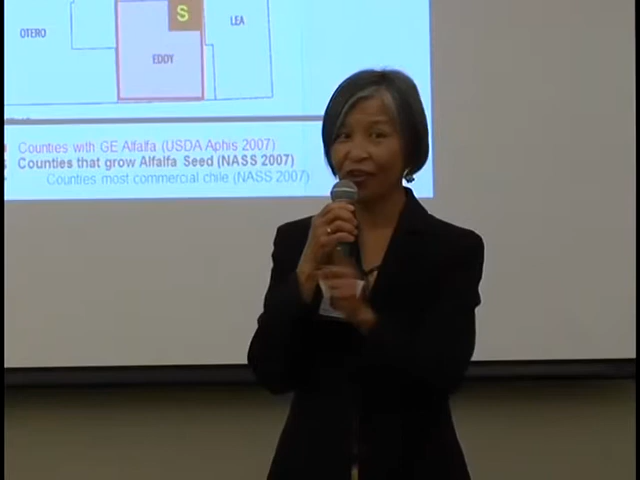 S
OTERO
LEA
EDDY
Counties with GE Alfalfa (USDA Aphis 2007)
Counties that grow Alfalfa Seed (NASS 2007)
Counties most commercial chile (NASS 2007)